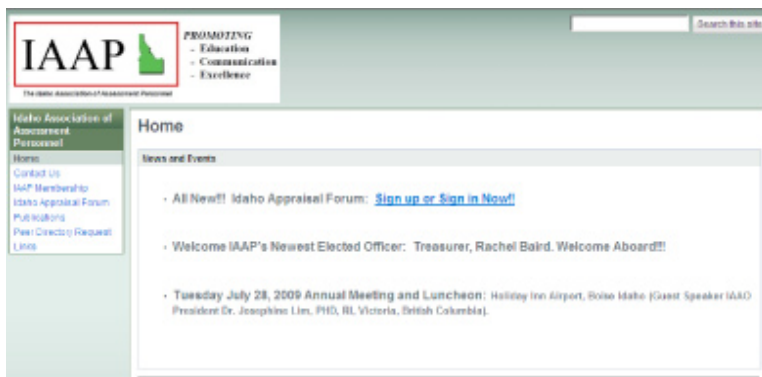 IAAP
PROMOTING
- Education
- Communication
- Excellence
The Idaho Association of Assessment Personnel
Search this site
Idaho Association of
Assessment
Personnel
Home
Contact Us
IAAP Membership
Idaho Appraisal Forum
Publications
Peer Directory Request
Links
Home
News and Events
· All New!!! Idaho Appraisal Forum: Sign up or Sign in Now!!
· Welcome IAAP's Newest Elected Officer: Treasurer, Rachel Baird. Welcome Aboard!!!
· Tuesday July 28, 2009 Annual Meeting and Luncheon: Holiday Inn Airport, Boise Idaho (Guest Speaker IAAO
President Dr. Josephine Lim, PHD, RI, Victoria, British Columbia).